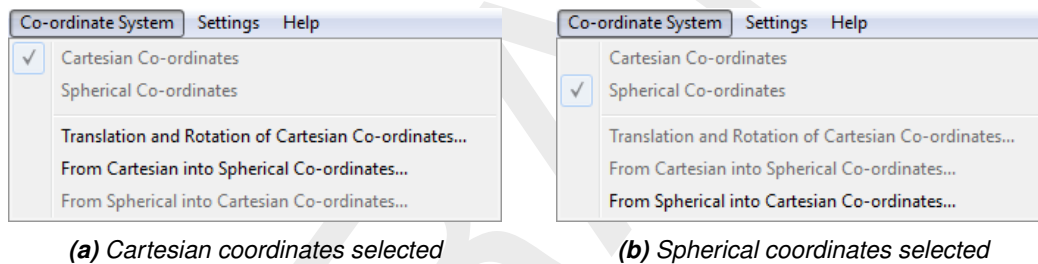 Co-ordinate System Settings Help
✓ Cartesian Co-ordinates
Spherical Co-ordinates
Translation and Rotation of Cartesian Co-ordinates...
From Cartesian into Spherical Co-ordinates...
From Spherical into Cartesian Co-ordinates...
(a) Cartesian coordinates selected
Co-ordinate System Settings Help
Cartesian Co-ordinates
✓ Spherical Co-ordinates
Translation and Rotation of Cartesian Co-ordinates...
From Cartesian into Spherical Co-ordinates...
From Spherical into Cartesian Co-ordinates...
(b) Spherical coordinates selected